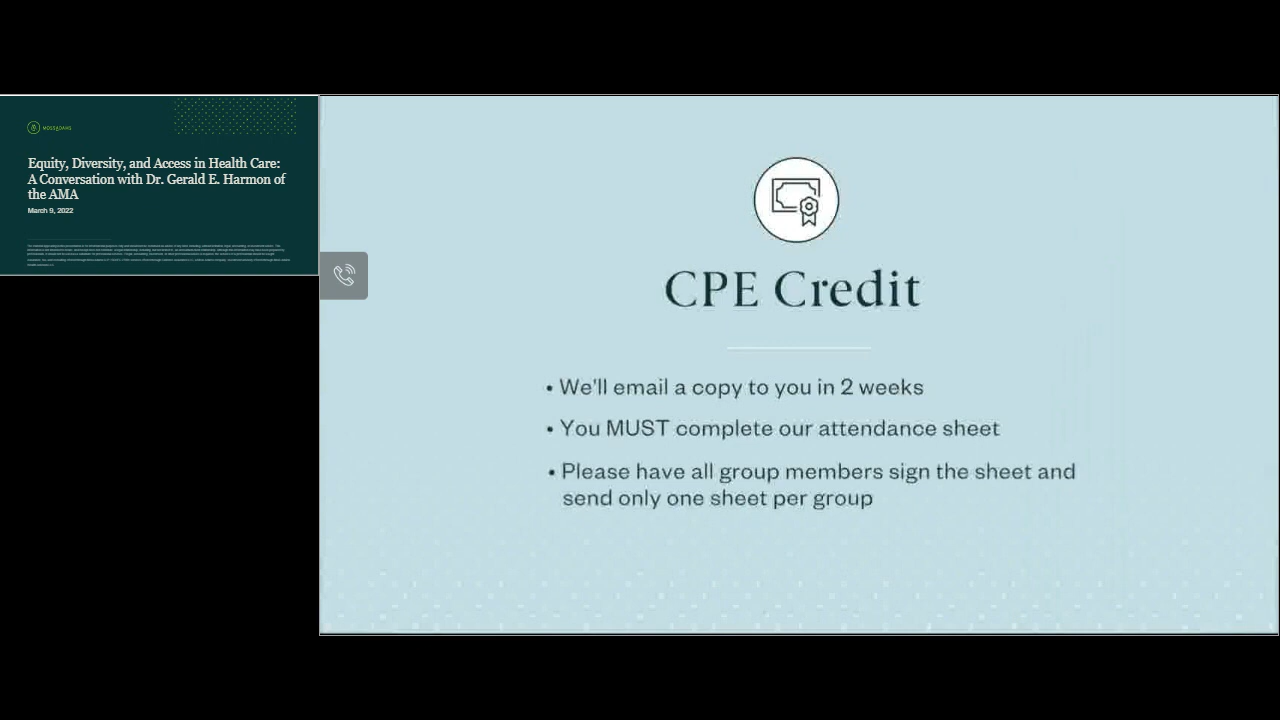 MOSSADAMS
Equity, Diversity, and Access in Health Care:
A Conversation with Dr. Gerald E. Harmon of
the AMA
March 9, 2022
CPE Credit
• We'll email a copy to you in 2 weeks
• You MUST complete our attendance sheet
• Please have all group members sign the sheet and
send only one sheet per group